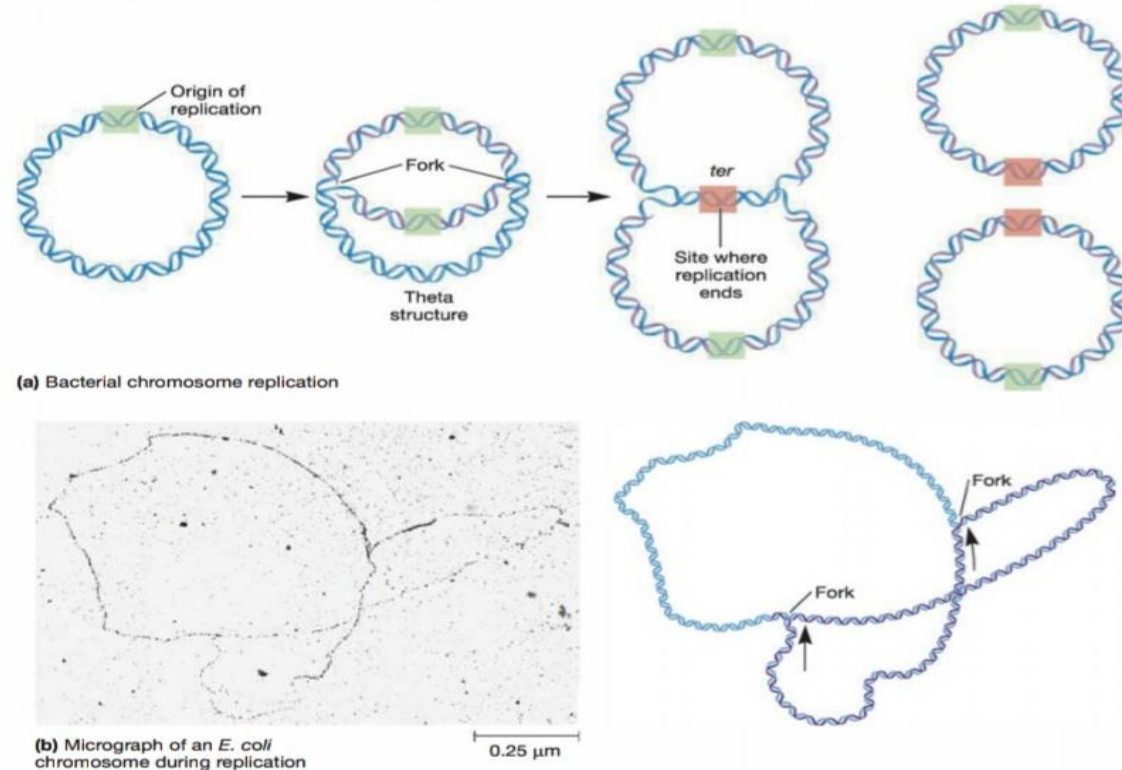 Origin of
replication
Fork
Theta
structure
ter
Site where
replication
ends
(a) Bacterial chromosome replication
Fork
Fork
(b) Micrograph of an E. coli
chromosome during replication
0.25 μm